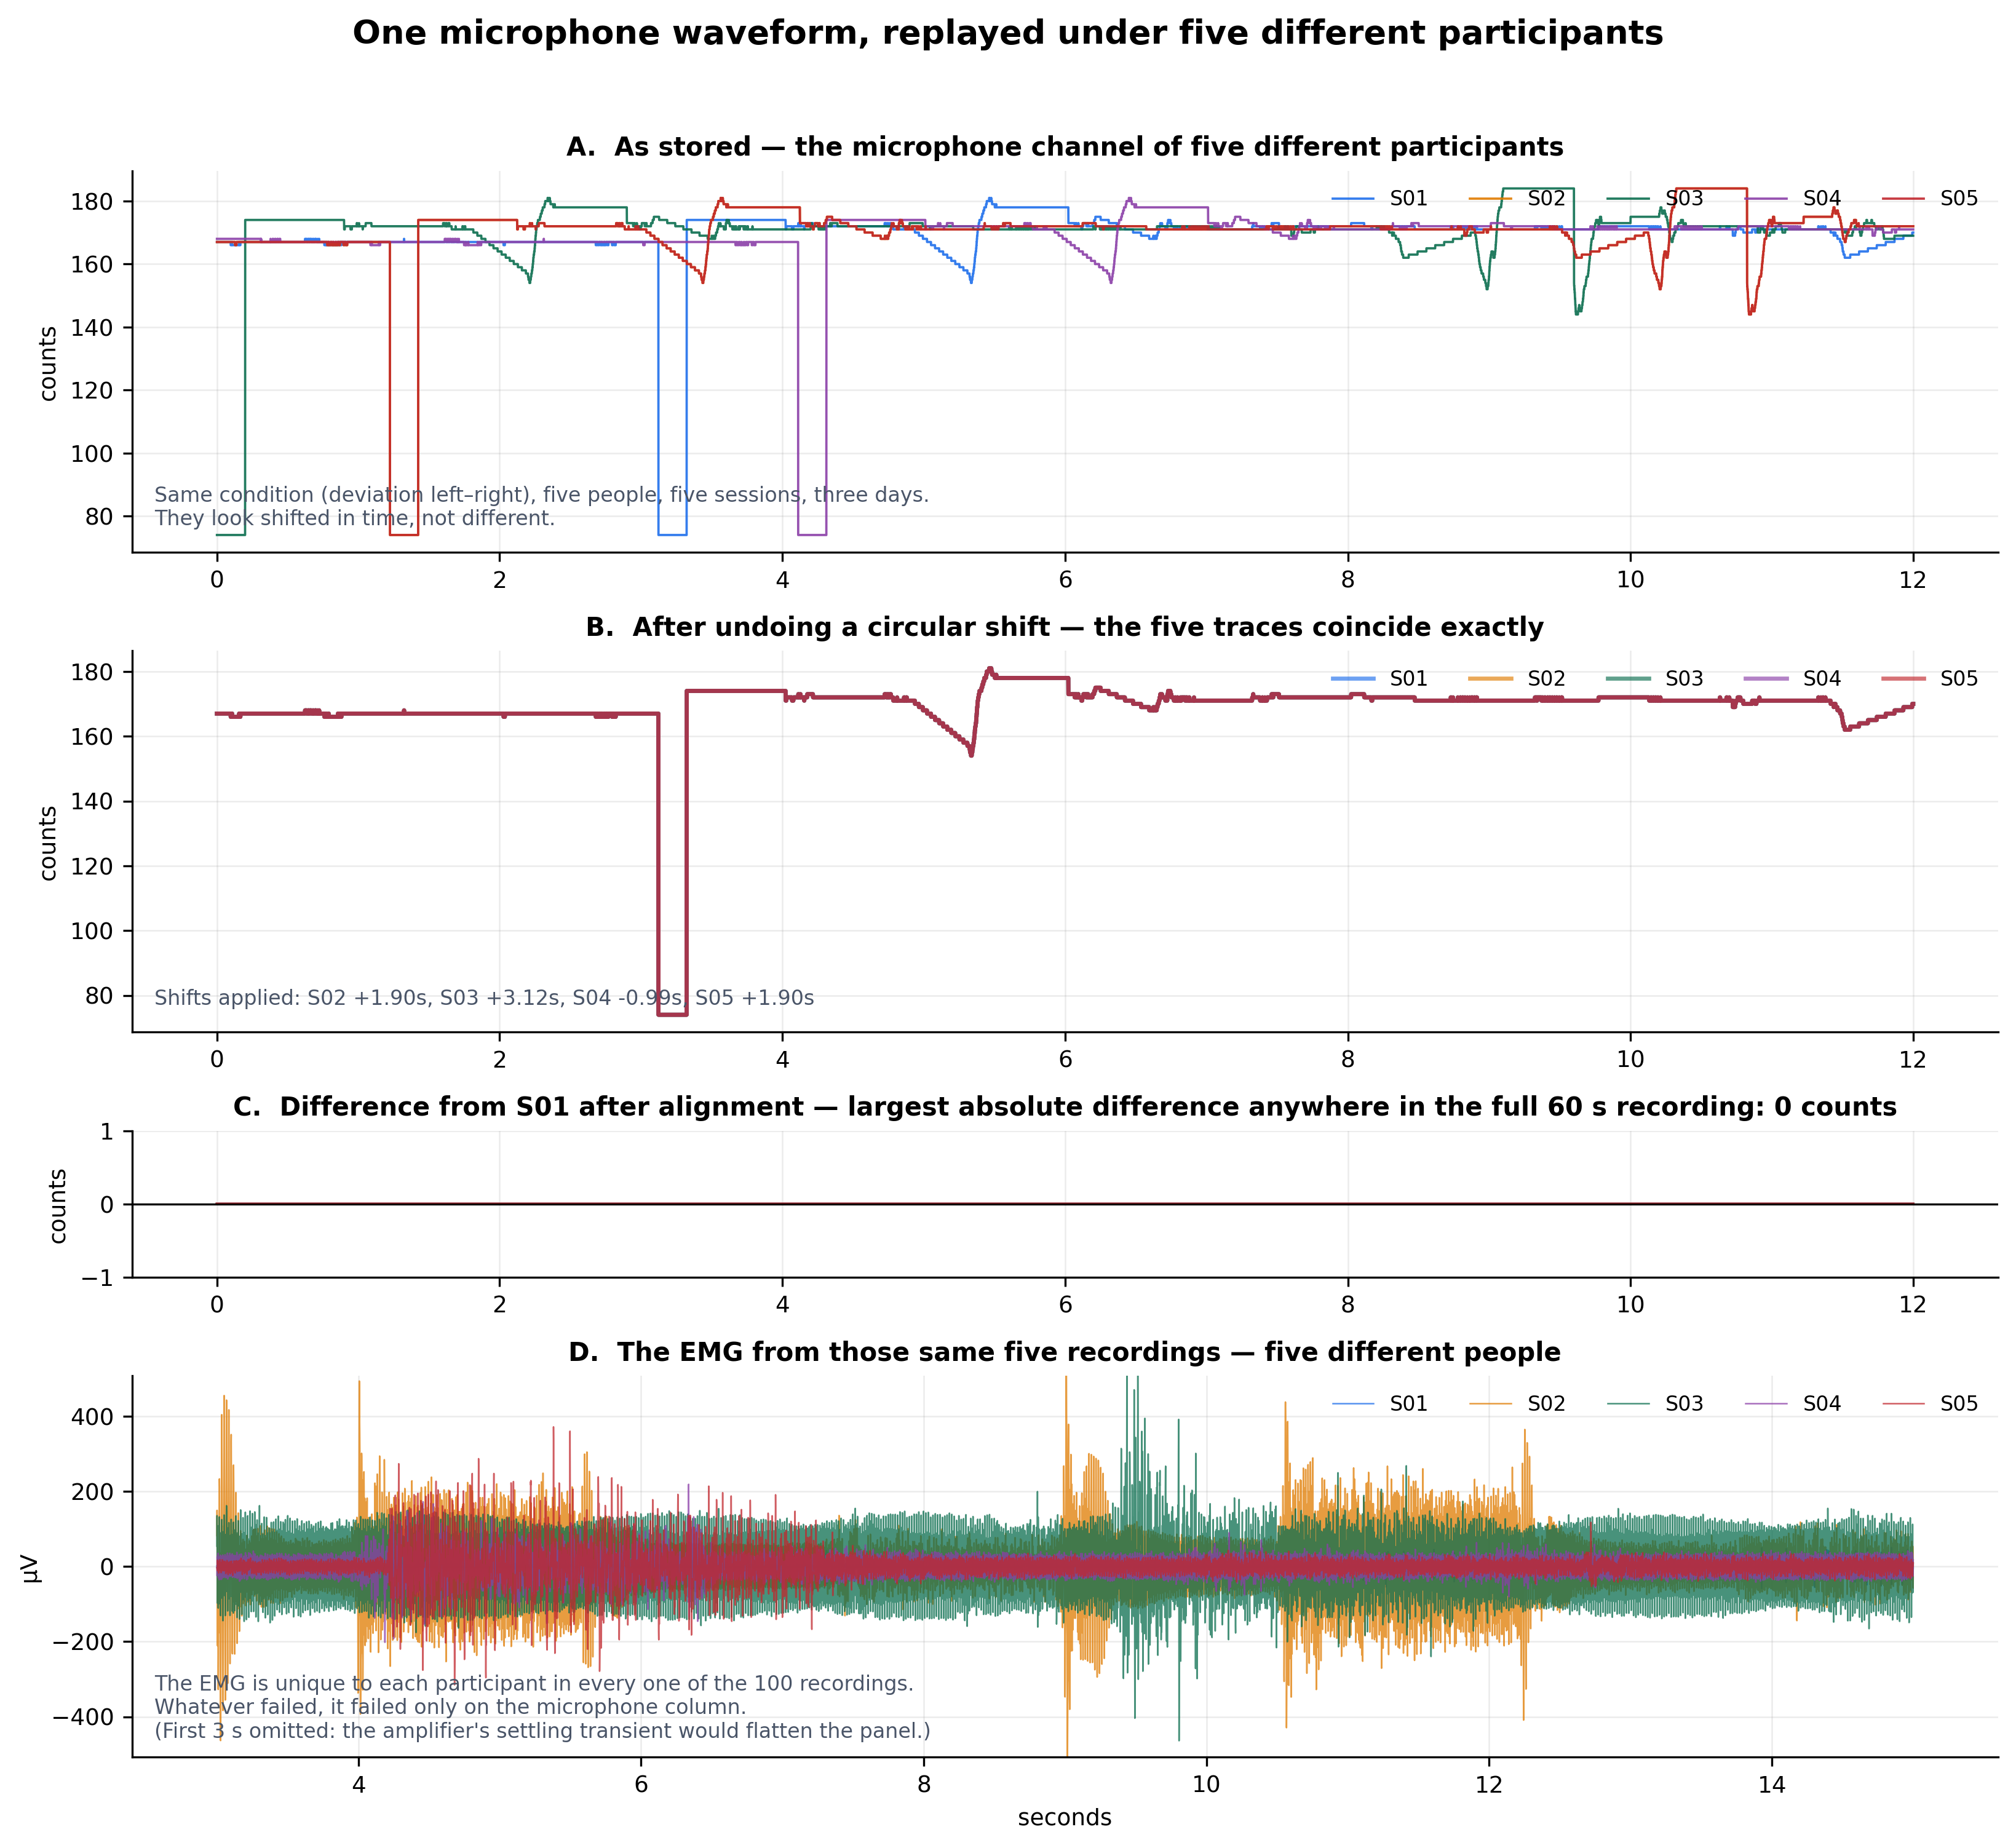 One microphone waveform, replayed under five different participants
A.  As stored — the microphone channel of five different participants
S01 S02 S03 S04 S05
180
160
140
120
100
80
counts
Same condition (deviation left–right), five people, five sessions, three days.
They look shifted in time, not different.
0 2 4 6 8 10 12
B.  After undoing a circular shift — the five traces coincide exactly
S01 S02 S03 S04 S05
180
160
140
120
100
80
counts
Shifts applied: S02 +1.90s, S03 +3.12s, S04 -0.99s, S05 +1.90s
0 2 4 6 8 10 12
C.  Difference from S01 after alignment — largest absolute difference anywhere in the full 60 s recording: 0 counts
1
0
−1
counts
0 2 4 6 8 10 12
D.  The EMG from those same five recordings — five different people
S01 S02 S03 S04 S05
400
200
0
−200
−400
µV
The EMG is unique to each participant in every one of the 100 recordings.
Whatever failed, it failed only on the microphone column.
(First 3 s omitted: the amplifier's settling transient would flatten the panel.)
4 6 8 10 12 14
seconds